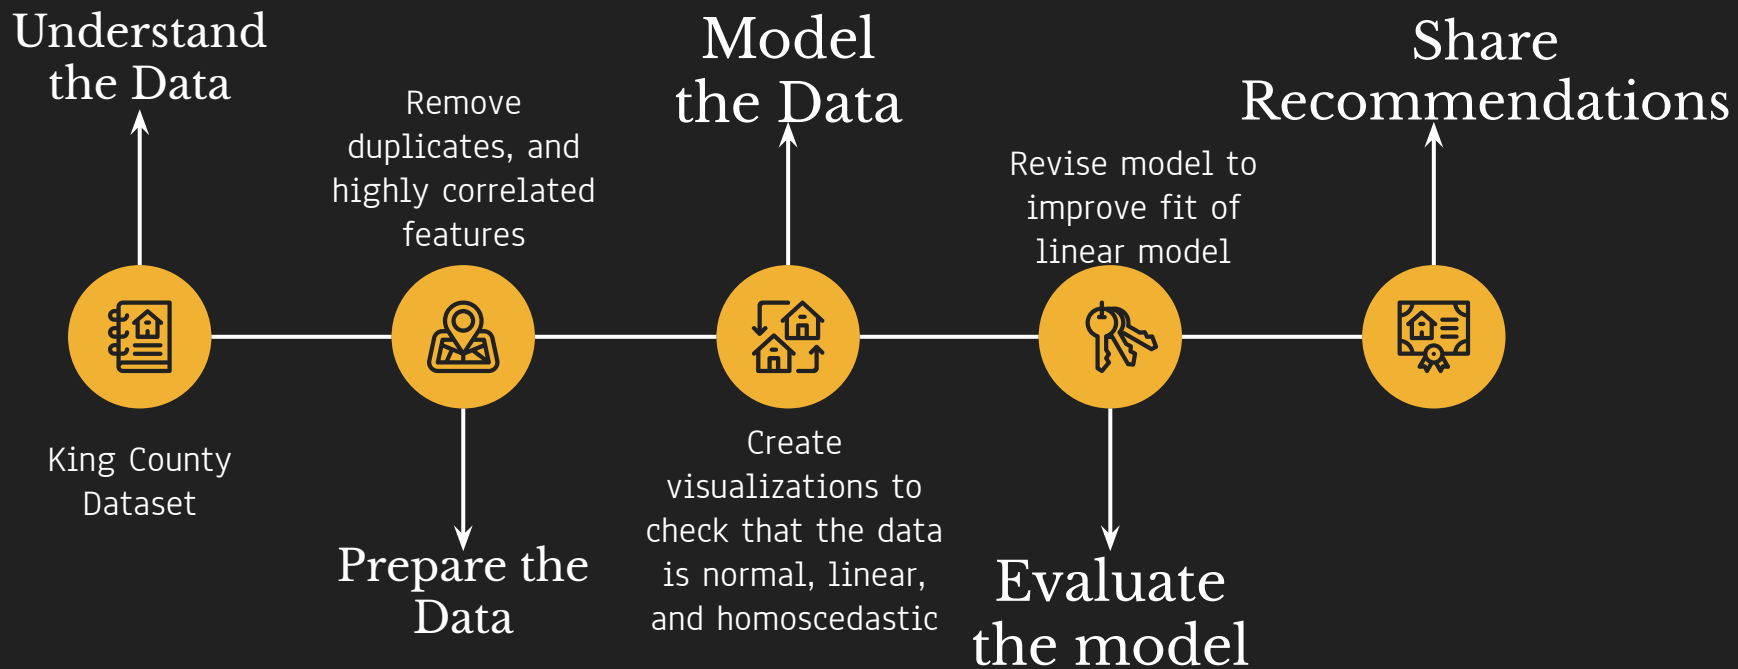 Understand
the Data
King County
Dataset
Remove
duplicates, and
highly correlated
features
Prepare the
Data
Model
the Data
Create
visualizations to
check that the data
is normal, linear,
and homoscedastic
Revise model to
improve fit of
linear model
Evaluate
the model
Share
Recommendations